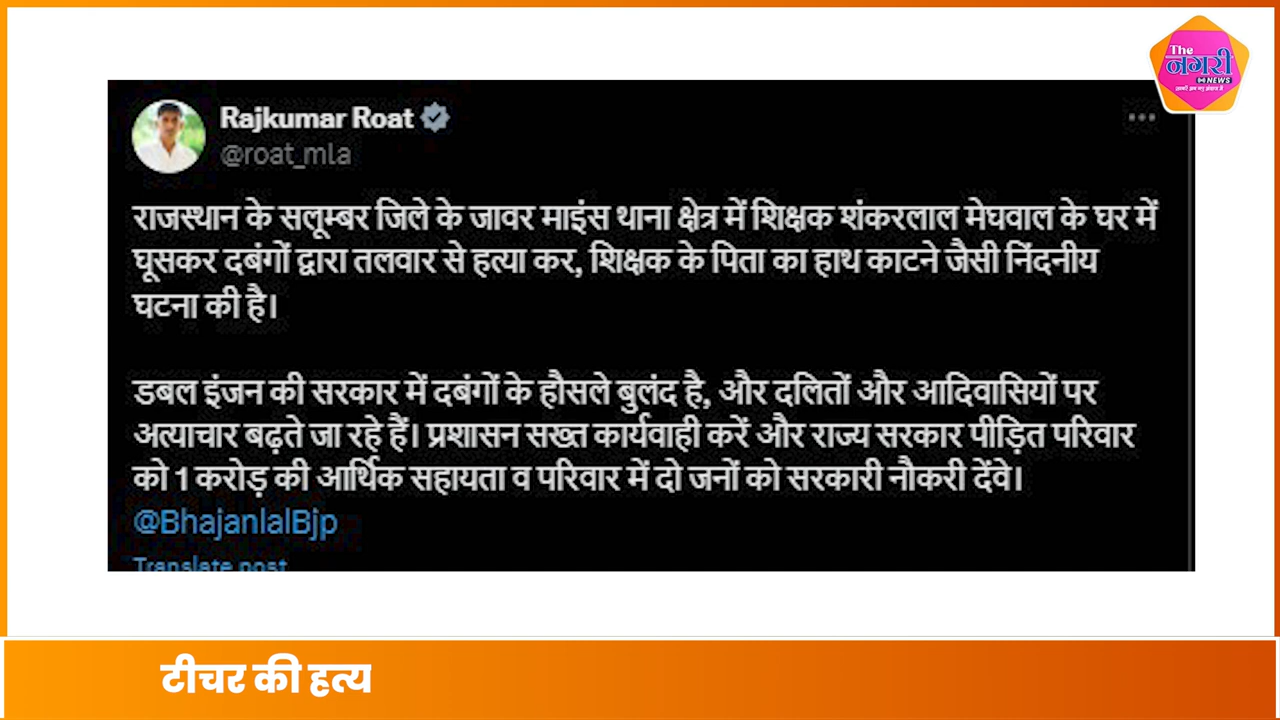 The
नगरी
NEWS
Rajkumar Roat
@roat_mla
राजस्थान के सलूम्बर जिले के जावर माइंस थाना क्षेत्र में शिक्षक शंकरलाल मेघवाल के घर में
घूसकर दबंगों द्वारा तलवार से हत्या कर, शिक्षक के पिता का हाथ काटने जैसी निंदनीय
घटना की है।
डबल इंजन की सरकार में दबंगों के हौसले बुलंद है, और दलितों और आदिवासियों पर
अत्याचार बढ़ते जा रहे हैं। प्रशासन सख्त कार्यवाही करें और राज्य सरकार पीड़ित परिवार
को 1 करोड़ की आर्थिक सहायता व परिवार में दो जनों को सरकारी नौकरी देंवे।
@BhajanlalBjp
Translate post
टीचर की हत्य